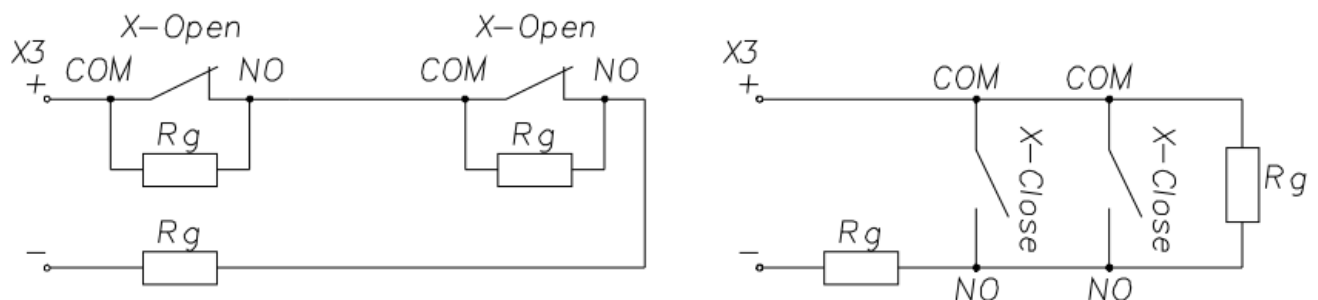 X-Open
X-Open
X3
COM
NO
COM
NO
+
Rg
Rg
Rg
-
X3
COM
COM
+
X-Close
X-Close
Rg
Rg
-
NO
NO